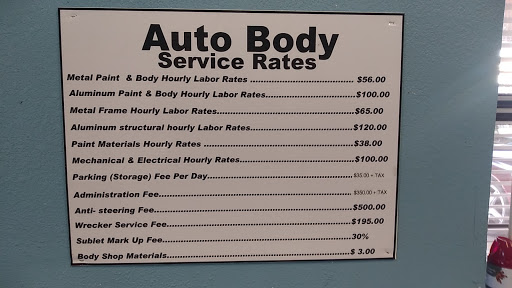 Auto Body
Service Rates
Metal Paint & Body Hourly Labor Rates ........................... $56.00
Aluminum Paint & Body Hourly Labor Rates.......................$100.00
Metal Frame Hourly Labor Rates...................................$65.00
Aluminum structural hourly Labor Rates..........................$120.00
Paint Materials Hourly Rates ......................................$38.00
Mechanical & Electrical Hourly Rates.............................$100.00
Parking (Storage) Fee Per Day.....................................$35.00 + TAX
Administration Fee..................................................$350.00 + TAX
Anti- steering Fee...................................................$500.00
Wrecker Service Fee................................................$195.00
Sublet Mark Up Fee.................................................30%
Body Shop Materials................................................$ 3.00